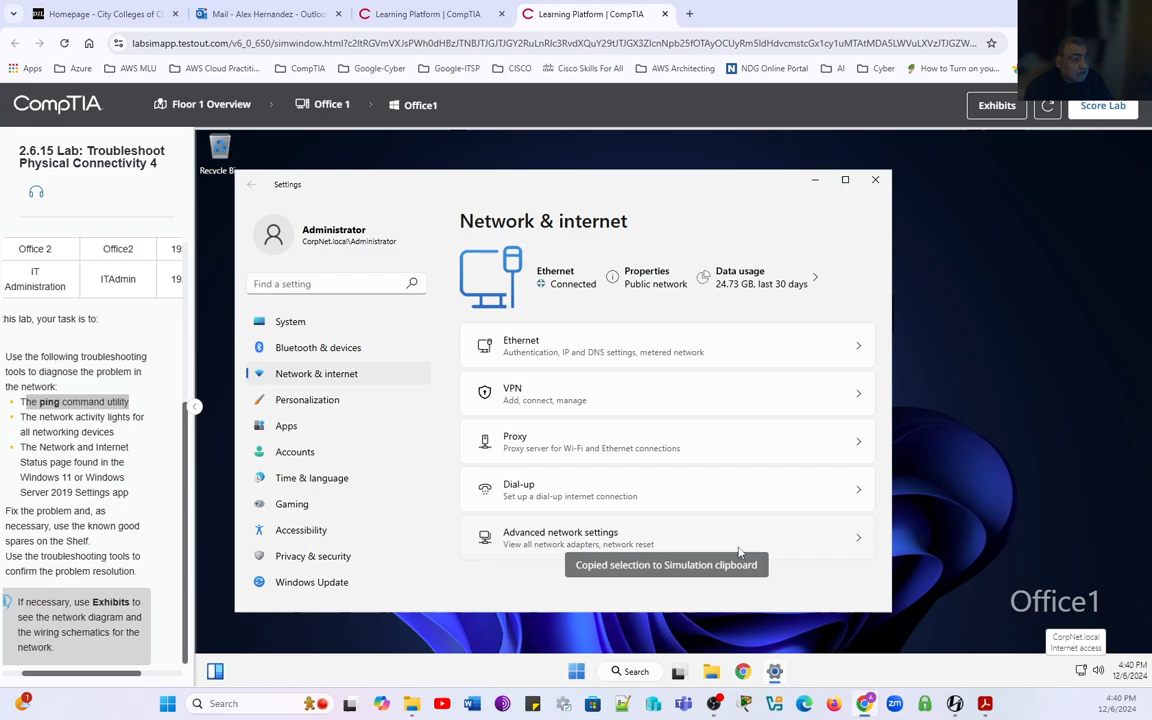 Homepage - City Colleges of C
Mail - Alex Hernandez - Outloo
Learning Platform | CompTIA
Learning Platform | CompTIA
labsimapp.testout.com/v6_0_650/simwindow.html?
Apps
Azure
AWS MLU
AWS Cloud Practiti...
CompTIA
Google-Cyber
Google-ITSP
CISCO
Cisco Skills For All
AWS Architecting
NDG Online Portal
AI
Cyber
How to Turn on you...
CompTIA.
Floor 1 Overview
Office 1
Office1
Exhibits
Score Lab
2.6.15 Lab: Troubleshoot
Physical Connectivity 4
Office 2
Office2
19
IT
Administration
ITAdmin
19
this lab, your task is to:
Use the following troubleshooting
tools to diagnose the problem in
the network:
The ping command utility
The network activity lights for
all networking devices
The Network and Internet
Status page found in the
Windows 11 or Windows
Server 2019 Settings app
Fix the problem and, as
necessary, use the known good
spares on the Shelf.
Use the troubleshooting tools to
confirm the problem resolution.
If necessary, use Exhibits to
see the network diagram and
the wiring schematics for the
network.
Recycle Bi
Settings
Administrator
CorpNet.local\Administrator
Find a setting
System
Bluetooth & devices
Network & internet
Personalization
Apps
Accounts
Time & language
Gaming
Accessibility
Privacy & security
Windows Update
Network & internet
Ethernet
Connected
Properties
Public network
Data usage
24.73 GB, last 30 days
Ethernet
Authentication, IP and DNS settings, metered network
VPN
Add, connect, manage
Proxy
Proxy server for Wi-Fi and Ethernet connections
Dial-up
Set up a dial-up internet connection
Advanced network settings
View all network adapters, network reset
Copied selection to Simulation clipboard
Office1
CorpNet.local
Internet access
Search
4:40 PM
12/6/2024
Search
4:40 PM
12/6/2024